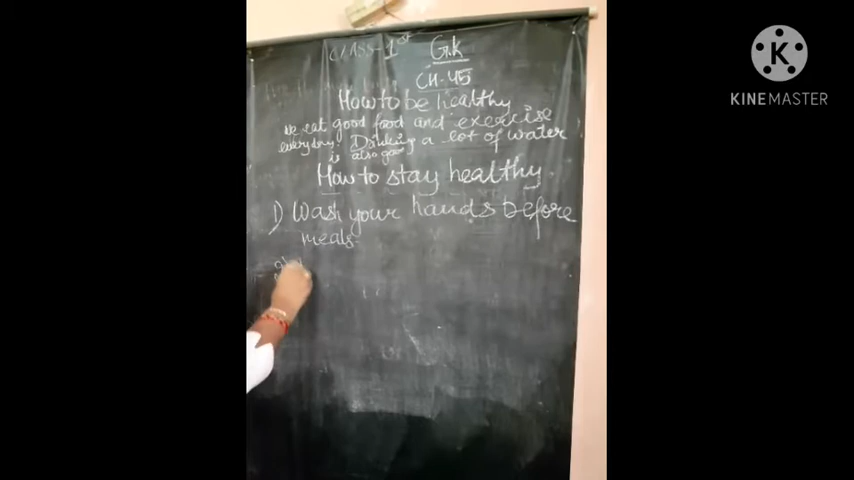 CLASS-1st G.K
CH-45
How to be healthy
we eat good food and exercise
everyday. Drinking a lot of water
is also good
How to stay healthy.
1) Wash your hands before
meals.
K
KINEMASTER